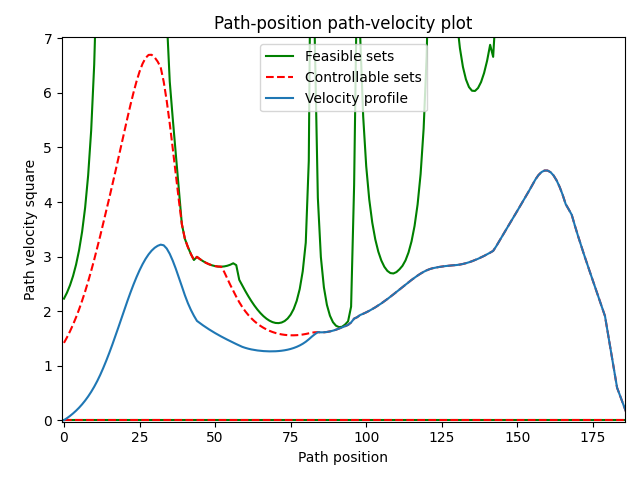 Path-position path-velocity plot
Feasible sets
Controllable sets
Velocity profile
Path velocity square
7
6
5
4
3
2
1
0
0 25 50 75 100 125 150 175
Path position